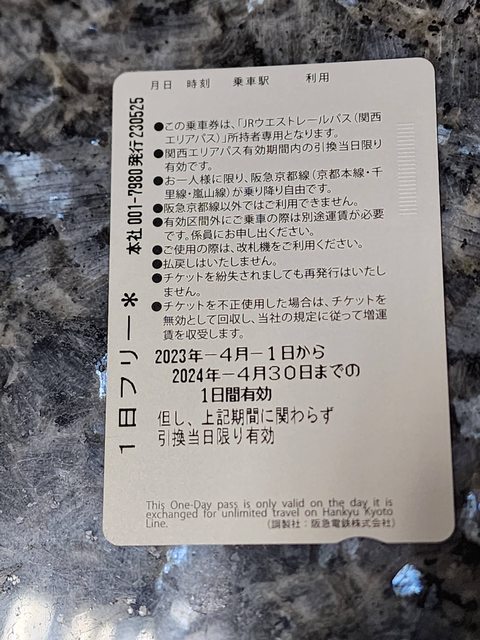 月日 時刻 乗車駅 利用
●この乗車券は、「JRウエストレールパス(関西
エリアパス)」所持者専用となります。
●関西エリアパス有効期間内の引換当日限り
有効です。
●お一人様に限り、阪急京都線(京都本線・千
里線・嵐山線)が乗り降り自由です。
●阪急京都線以外ではご利用できません。
●有効区間外にご乗車の際は別途運賃が必要
です。係員にお申し出ください。
●ご使用の際は、改札機をご利用ください。
●払戻しはいたしません。
●チケットを紛失されましても再発行はいたし
ません。
●チケットを不正使用した場合は、チケットを
無効として回収し、当社の規定に従って増運
賃を収受します。
2023年-4月-1日から
2024年-4月30日までの
1日間有効
但し、上記期間に関わらず
引換当日限り有効
This One-Day pass is only valid on the day it is
exchanged for unlimited travel on Hankyu Kyoto
Line.
(調製社:阪急電鉄株式会社)
1日フリー* 本社 001-7980 発行 230525